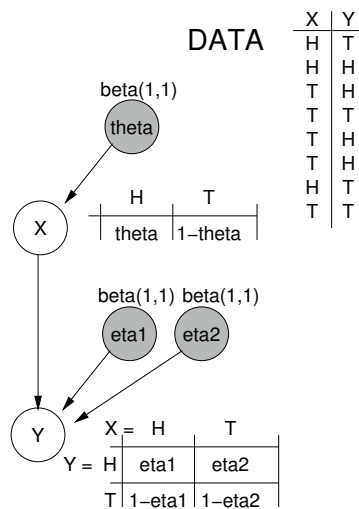 DATA
X Y
H T
H H
T H
T T
T H
T H
H T
T T
beta(1,1)
theta
X
H T
theta 1−theta
beta(1,1) beta(1,1)
eta1 eta2
Y
X = H T
Y = H eta1 eta2
T 1−eta1 1−eta2